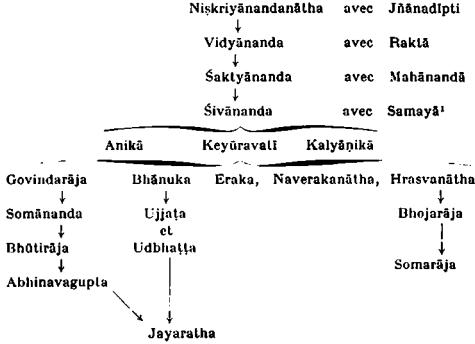 Niṣkriyānandanātha avec Jñānadīpti
Vidyānanda avec Raktā
Śaktyānanda avec Mahānandā
Śivānanda avec Samayā¹
Anikā Keyūravatī Kalyāṇikā
Govindarāja Bhānuka Eraka, Naverakanātha, Hrasvanātha
Somānanda Ujjaṭa Bhojarāja
et
Bhūtirāja Udbhaṭṭa
Somarāja
Abhinavagupta
Jayaratha